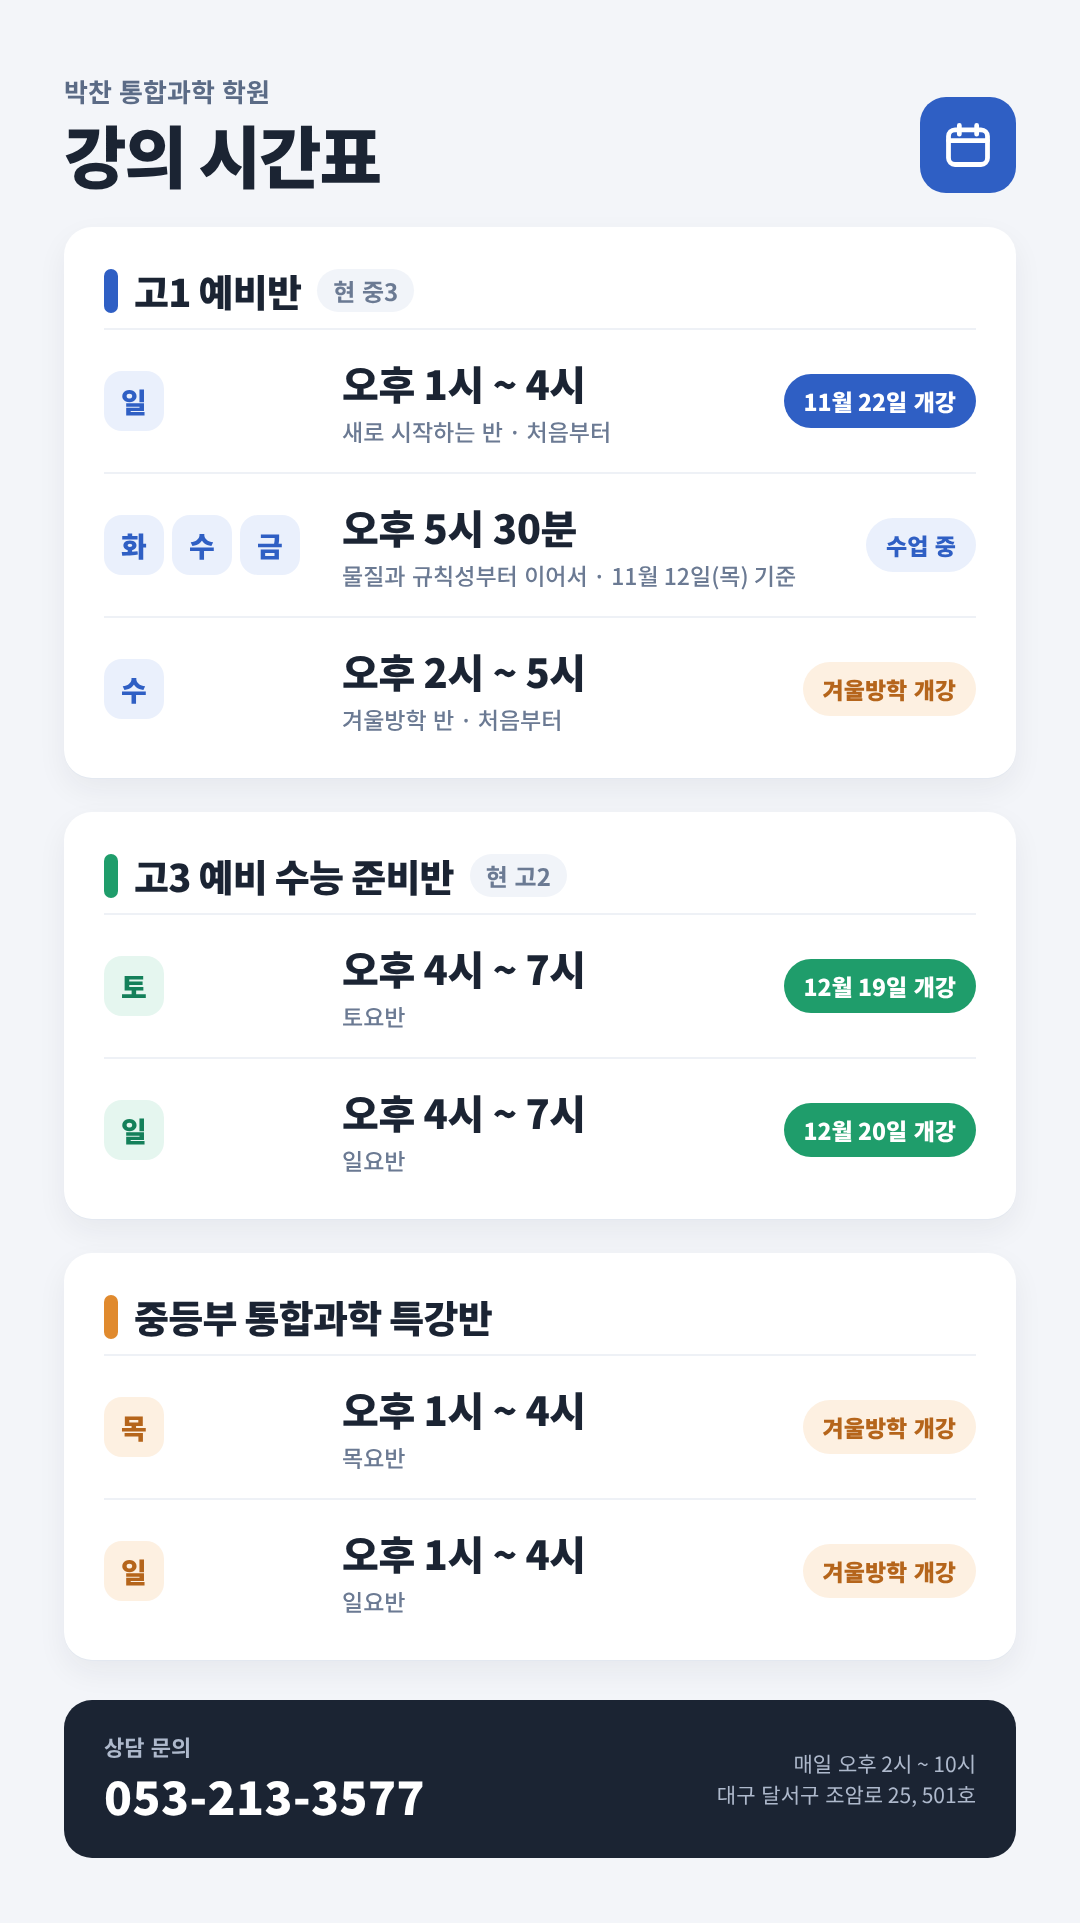 박찬 통합과학 학원
강의 시간표
고1 예비반 현 중3
일 오후 1시 ~ 4시 11월 22일 개강
새로 시작하는 반 · 처음부터
화 수 금 오후 5시 30분 수업 중
물질과 규칙성부터 이어서 · 11월 12일(목) 기준
수 오후 2시 ~ 5시 겨울방학 개강
겨울방학 반 · 처음부터
고3 예비 수능 준비반 현 고2
토 오후 4시 ~ 7시 12월 19일 개강
토요반
일 오후 4시 ~ 7시 12월 20일 개강
일요반
중등부 통합과학 특강반
목 오후 1시 ~ 4시 겨울방학 개강
목요반
일 오후 1시 ~ 4시 겨울방학 개강
일요반
상담 문의
053-213-3577
매일 오후 2시 ~ 10시
대구 달서구 조암로 25, 501호